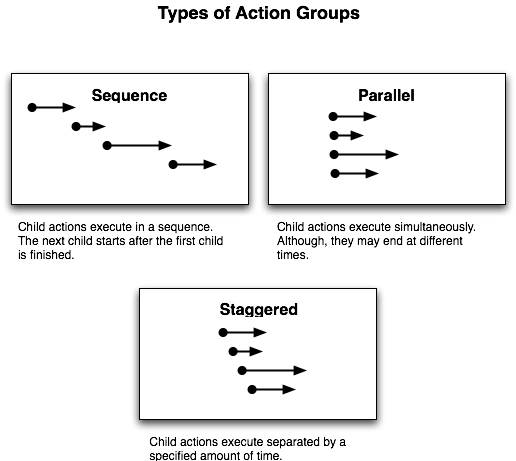 Types of Action Groups
Sequence
Child actions execute in a sequence.
The next child starts after the first child
is finished.
Parallel
Child actions execute simultaneously.
Although, they may end at different
times.
Staggered
Child actions execute separated by a
specified amount of time.